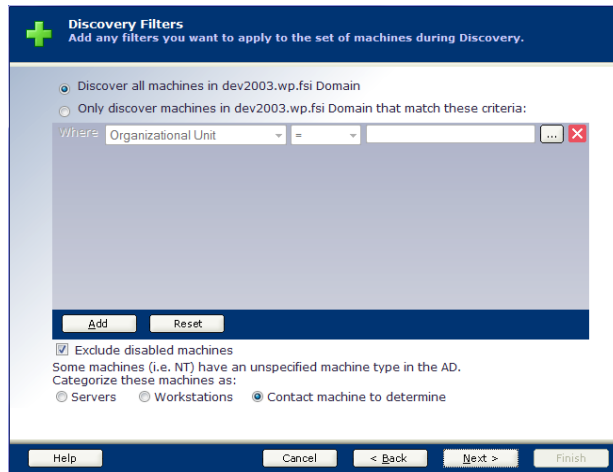 Discovery Filters
Add any filters you want to apply to the set of machines during Discovery.
Discover all machines in dev2003.wp.fsi Domain
Only discover machines in dev2003.wp.fsi Domain that match these criteria:
Where Organizational Unit = ...
Add Reset
Exclude disabled machines
Some machines (i.e. NT) have an unspecified machine type in the AD.
Categorize these machines as:
Servers Workstations Contact machine to determine
Help Cancel < Back Next > Finish